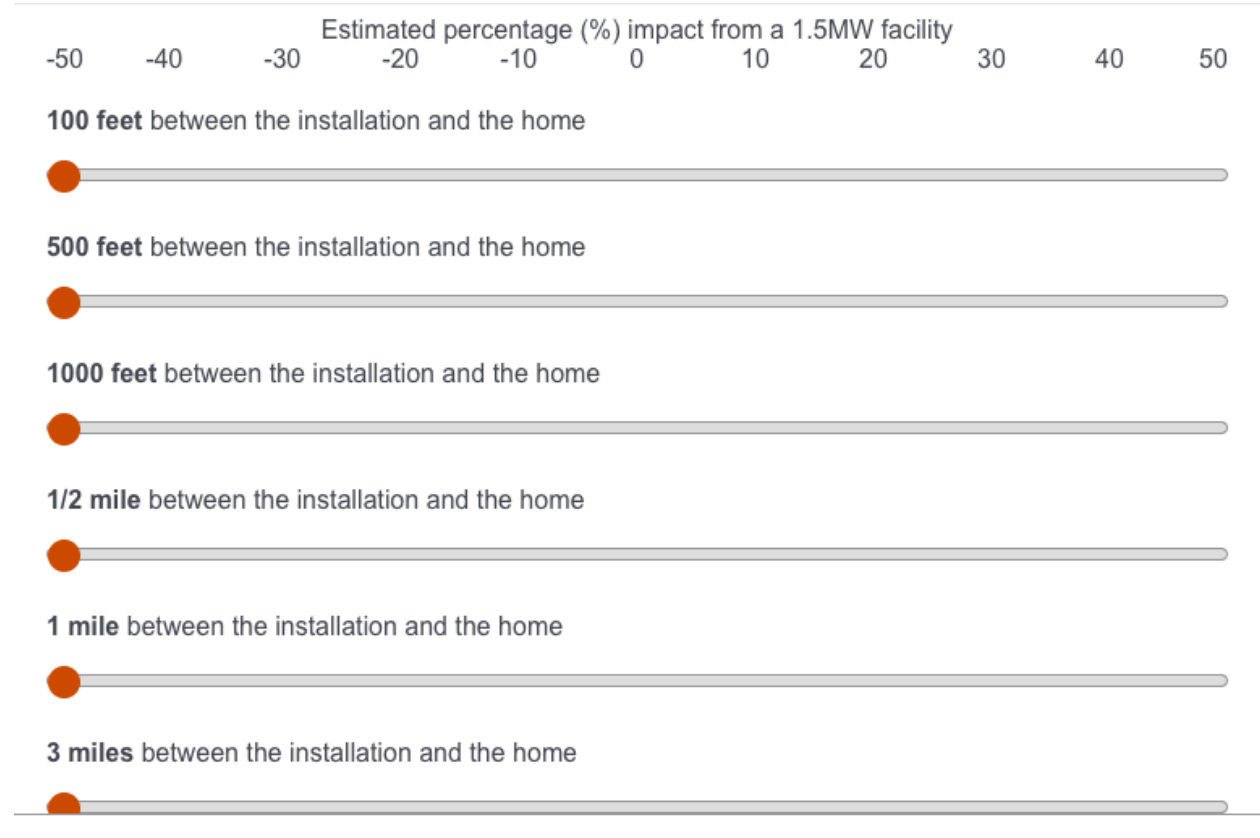 Estimated percentage (%) impact from a 1.5MW facility
-50 -40 -30 -20 -10 0 10 20 30 40 50
100 feet between the installation and the home
500 feet between the installation and the home
1000 feet between the installation and the home
1/2 mile between the installation and the home
1 mile between the installation and the home
3 miles between the installation and the home